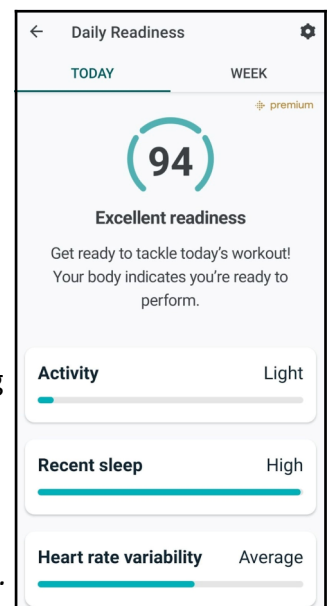 Daily Readiness
TODAY WEEK
premium
94
Excellent readiness
Get ready to tackle today's workout!
Your body indicates you're ready to
perform.
Activity Light
Recent sleep High
Heart rate variability Average